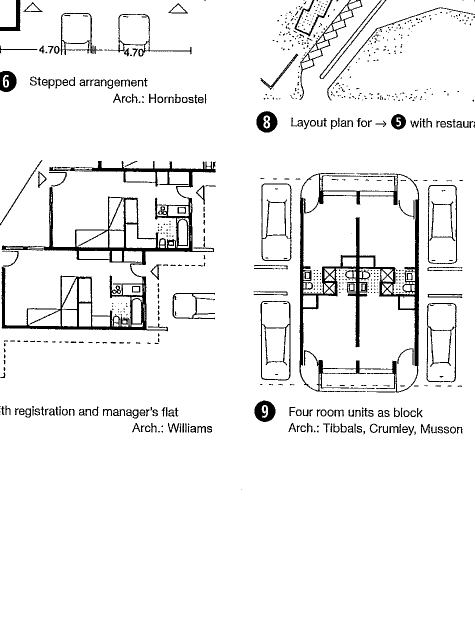 4.70
4.70
6 Stepped arrangement
Arch.: Hornbostel
8 Layout plan for → 5 with restaura
th registration and manager's flat
Arch.: Williams
9 Four room units as block
Arch.: Tibbals, Crumley, Musson